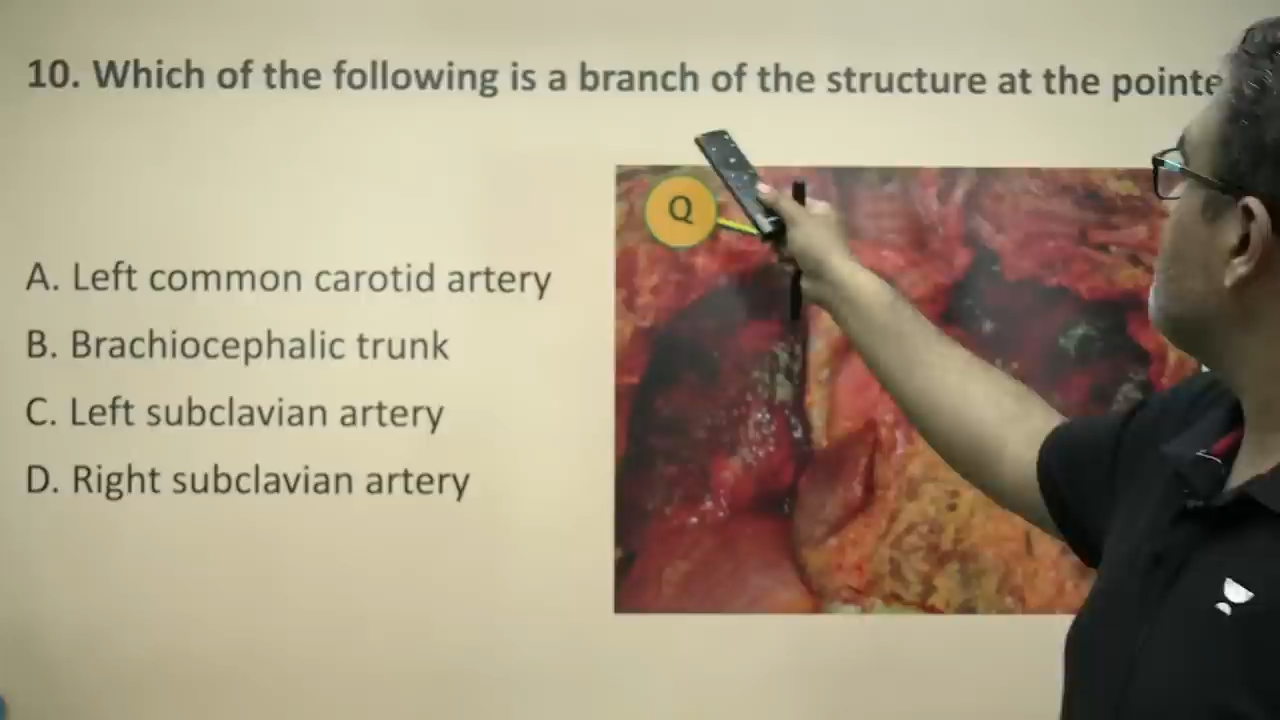 10. Which of the following is a branch of the structure at the pointe
Q
A. Left common carotid artery
B. Brachiocephalic trunk
C. Left subclavian artery
D. Right subclavian artery